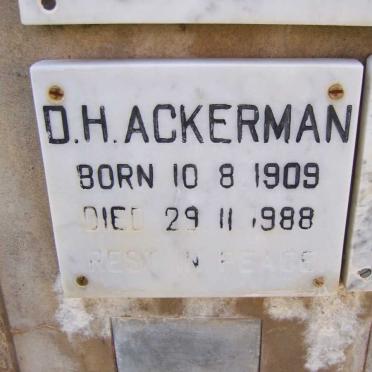 D.H. ACKERMAN
BORN 10 8 1909
DIED 29 11 1988
REST IN PEACE